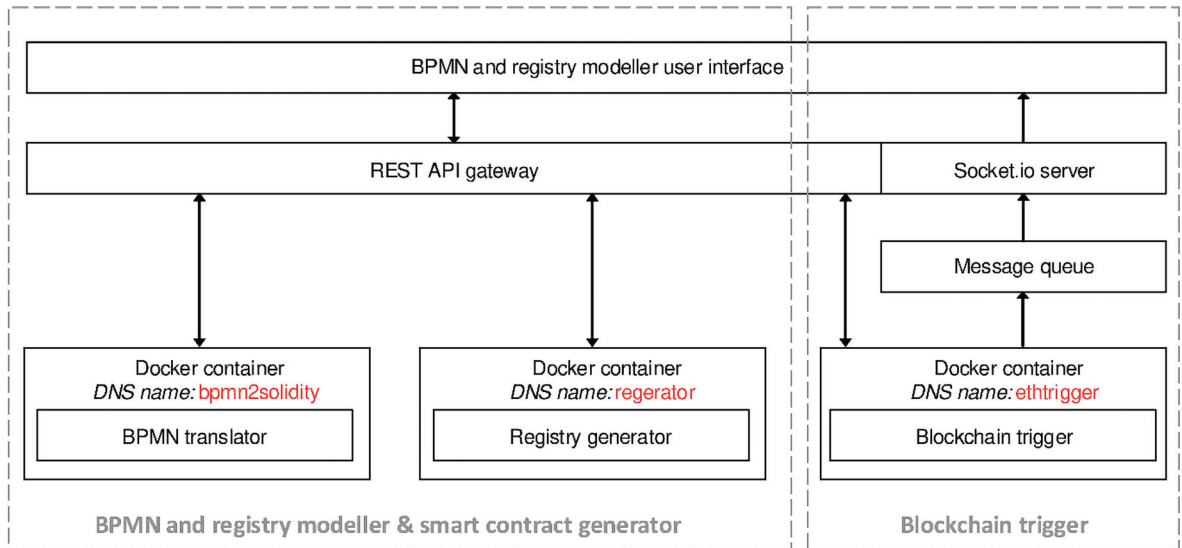 BPMN and registry modeller user interface
REST API gateway
Socket.io server
Message queue
Docker container
DNS name: bpmn2solidity
BPMN translator
Docker container
DNS name: regerator
Registry generator
Docker container
DNS name: ethtrigger
Blockchain trigger
BPMN and registry modeller & smart contract generator
Blockchain trigger